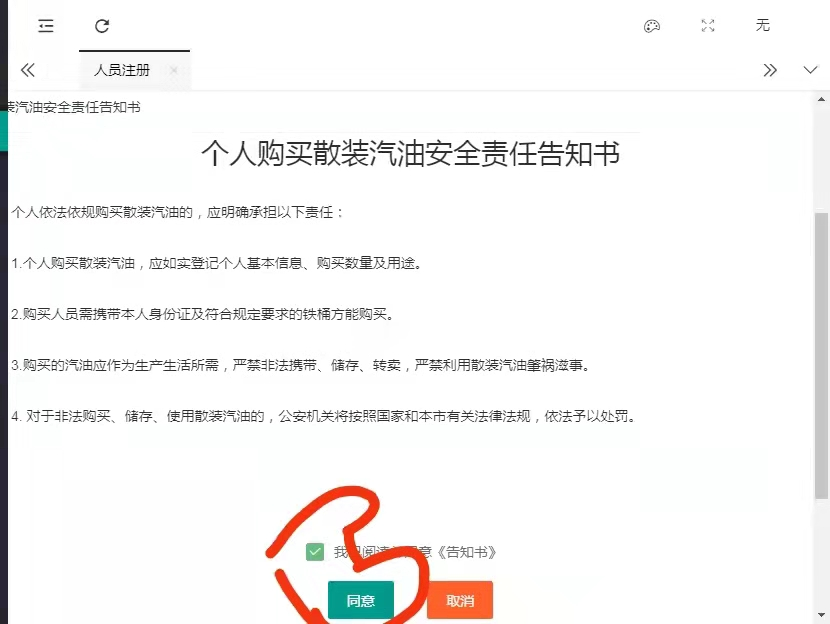 无
人员注册
汽油安全责任告知书
个人购买散装汽油安全责任告知书
个人依法依规购买散装汽油的，应明确承担以下责任：
1.个人购买散装汽油，应如实登记个人基本信息、购买数量及用途。
2.购买人员需携带本人身份证及符合规定要求的铁桶方能购买。
3.购买的汽油应作为生产生活所需，严禁非法携带、储存、转卖，严禁利用散装汽油肇祸滋事。
4. 对于非法购买、储存、使用散装汽油的，公安机关将按照国家和本市有关法律法规，依法予以处罚。
我 阅读 意《告知书》
同意 取消